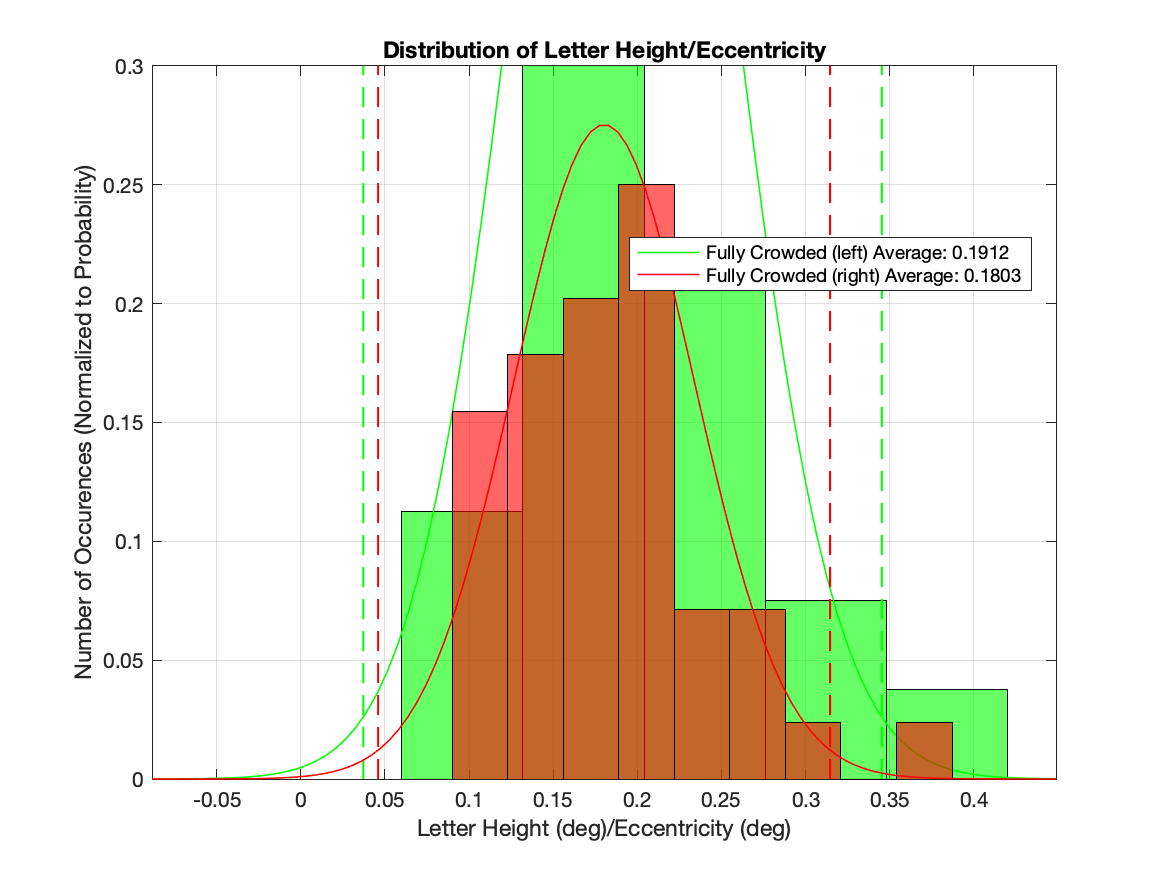 Distribution of Letter Height/Eccentricity
Number of Occurences (Normalized to Probability)
0.3
0.25
0.2
0.15
0.1
0.05
0
Fully Crowded (left) Average: 0.1912
Fully Crowded (right) Average: 0.1803
-0.05 0 0.05 0.1 0.15 0.2 0.25 0.3 0.35 0.4
Letter Height (deg)/Eccentricity (deg)